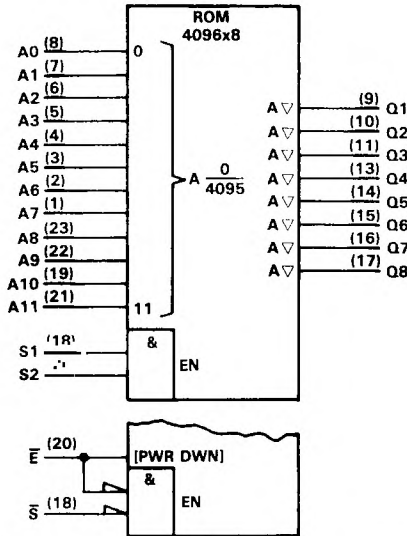 ROM
4096x8
A0 (8) 0
A1 (7)
A2 (6)
A3 (5)
A4 (4)
A5 (3)
A6 (2)
A7 (1)
A8 (23)
A9 (22)
A10 (19)
A11 (21) 11
A 0
4095
A ▽ (9) Q1
A ▽ (10) Q2
A ▽ (11) Q3
A ▽ (13) Q4
A ▽ (14) Q5
A ▽ (15) Q6
A ▽ (16) Q7
A ▽ (17) Q8
&
S1 (18)
EN
S2
E̅ (20) [PWR DWN]
&
EN
S̅ (18)